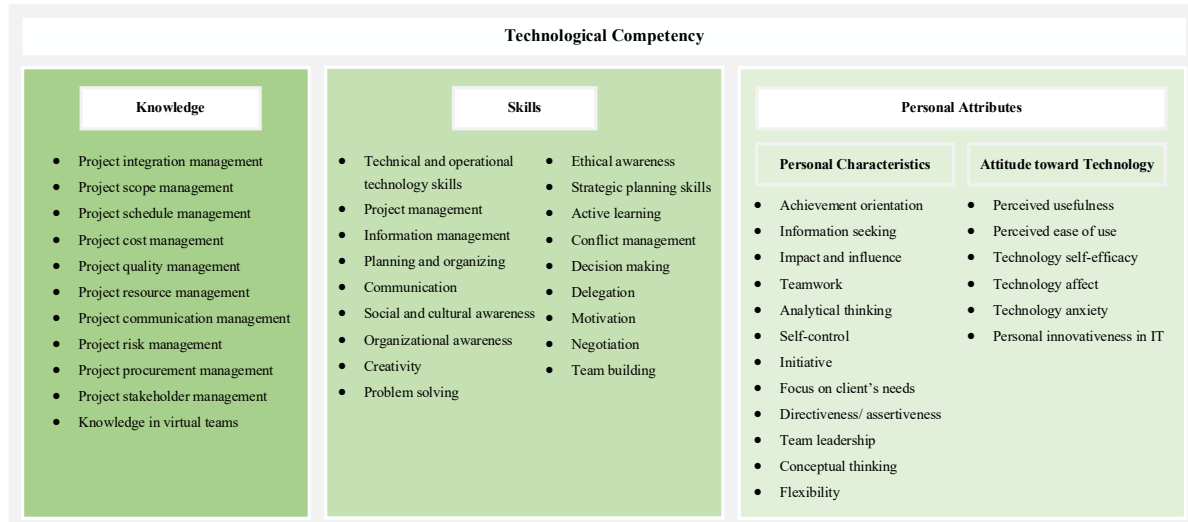 Technological Competency
Knowledge
• Project integration management
• Project scope management
• Project schedule management
• Project cost management
• Project quality management
• Project resource management
• Project communication management
• Project risk management
• Project procurement management
• Project stakeholder management
• Knowledge in virtual teams
Skills
• Technical and operational
technology skills
• Project management
• Information management
• Planning and organizing
• Communication
• Social and cultural awareness
• Organizational awareness
• Creativity
• Problem solving
• Ethical awareness
• Strategic planning skills
• Active learning
• Conflict management
• Decision making
• Delegation
• Motivation
• Negotiation
• Team building
Personal Attributes
Personal Characteristics
• Achievement orientation
• Information seeking
• Impact and influence
• Teamwork
• Analytical thinking
• Self-control
• Initiative
• Focus on client’s needs
• Directiveness/ assertiveness
• Team leadership
• Conceptual thinking
• Flexibility
Attitude toward Technology
• Perceived usefulness
• Perceived ease of use
• Technology self-efficacy
• Technology affect
• Technology anxiety
• Personal innovativeness in IT